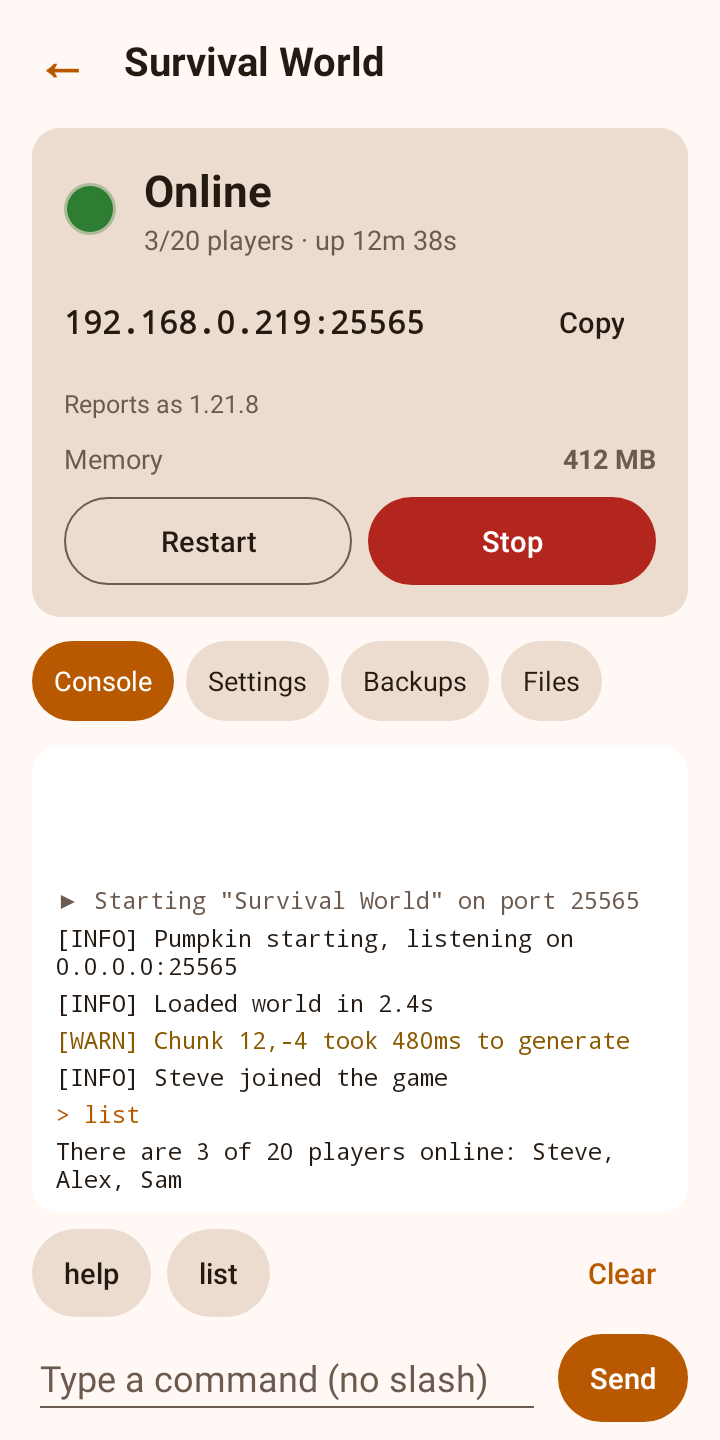 ← Survival World
Online
3/20 players · up 12m 38s
192.168.0.219:25565 Copy
Reports as 1.21.8
Memory 412 MB
Restart Stop
Console Settings Backups Files
► Starting "Survival World" on port 25565
[INFO] Pumpkin starting, listening on
0.0.0.0:25565
[INFO] Loaded world in 2.4s
[WARN] Chunk 12,-4 took 480ms to generate
[INFO] Steve joined the game
> list
There are 3 of 20 players online: Steve,
Alex, Sam
help list Clear
Type a command (no slash) Send